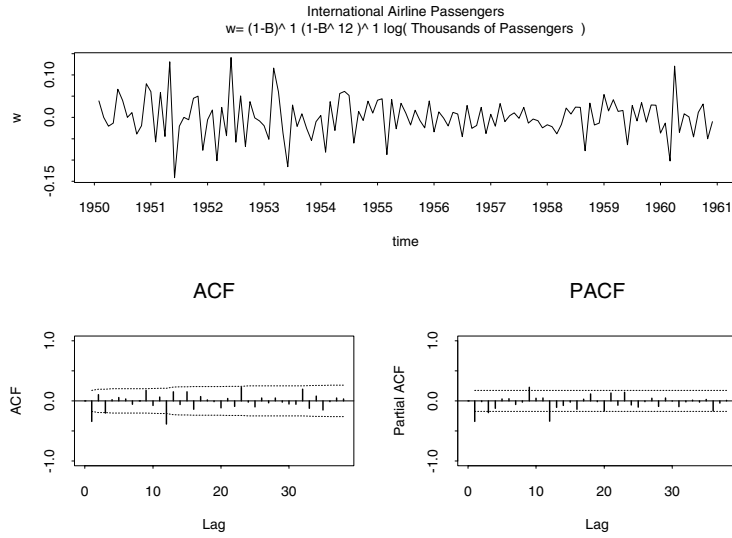 International Airline Passengers
w= (1-B)^ 1 (1-B^ 12 )^ 1 log( Thousands of Passengers )
w
0.10
0.0
-0.15
1950 1951 1952 1953 1954 1955 1956 1957 1958 1959 1960 1961
time
ACF
ACF
1.0
0.0
-1.0
0 10 20 30
Lag
PACF
Partial ACF
1.0
0.0
-1.0
0 10 20 30
Lag